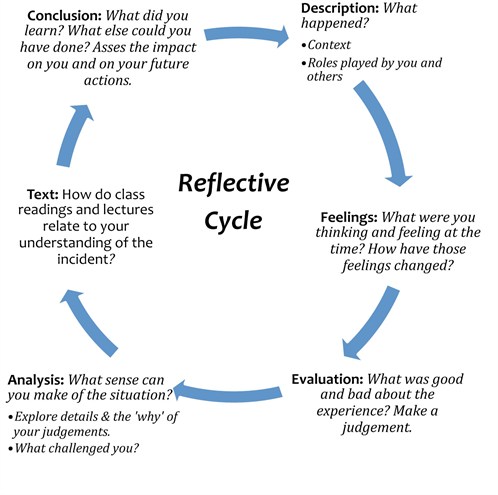 Reflective
Cycle
Description: What
happened?
•Context
•Roles played by you and
others
Feelings: What were you
thinking and feeling at the
time? How have those
feelings changed?
Evaluation: What was good
and bad about the
experience? Make a
judgement.
Analysis: What sense can
you make of the situation?
•Explore details & the 'why' of
your judgements.
•What challenged you?
Text: How do class
readings and lectures
relate to your
understanding of the
incident?
Conclusion: What did you
learn? What else could you
have done? Asses the impact
on you and on your future
actions.